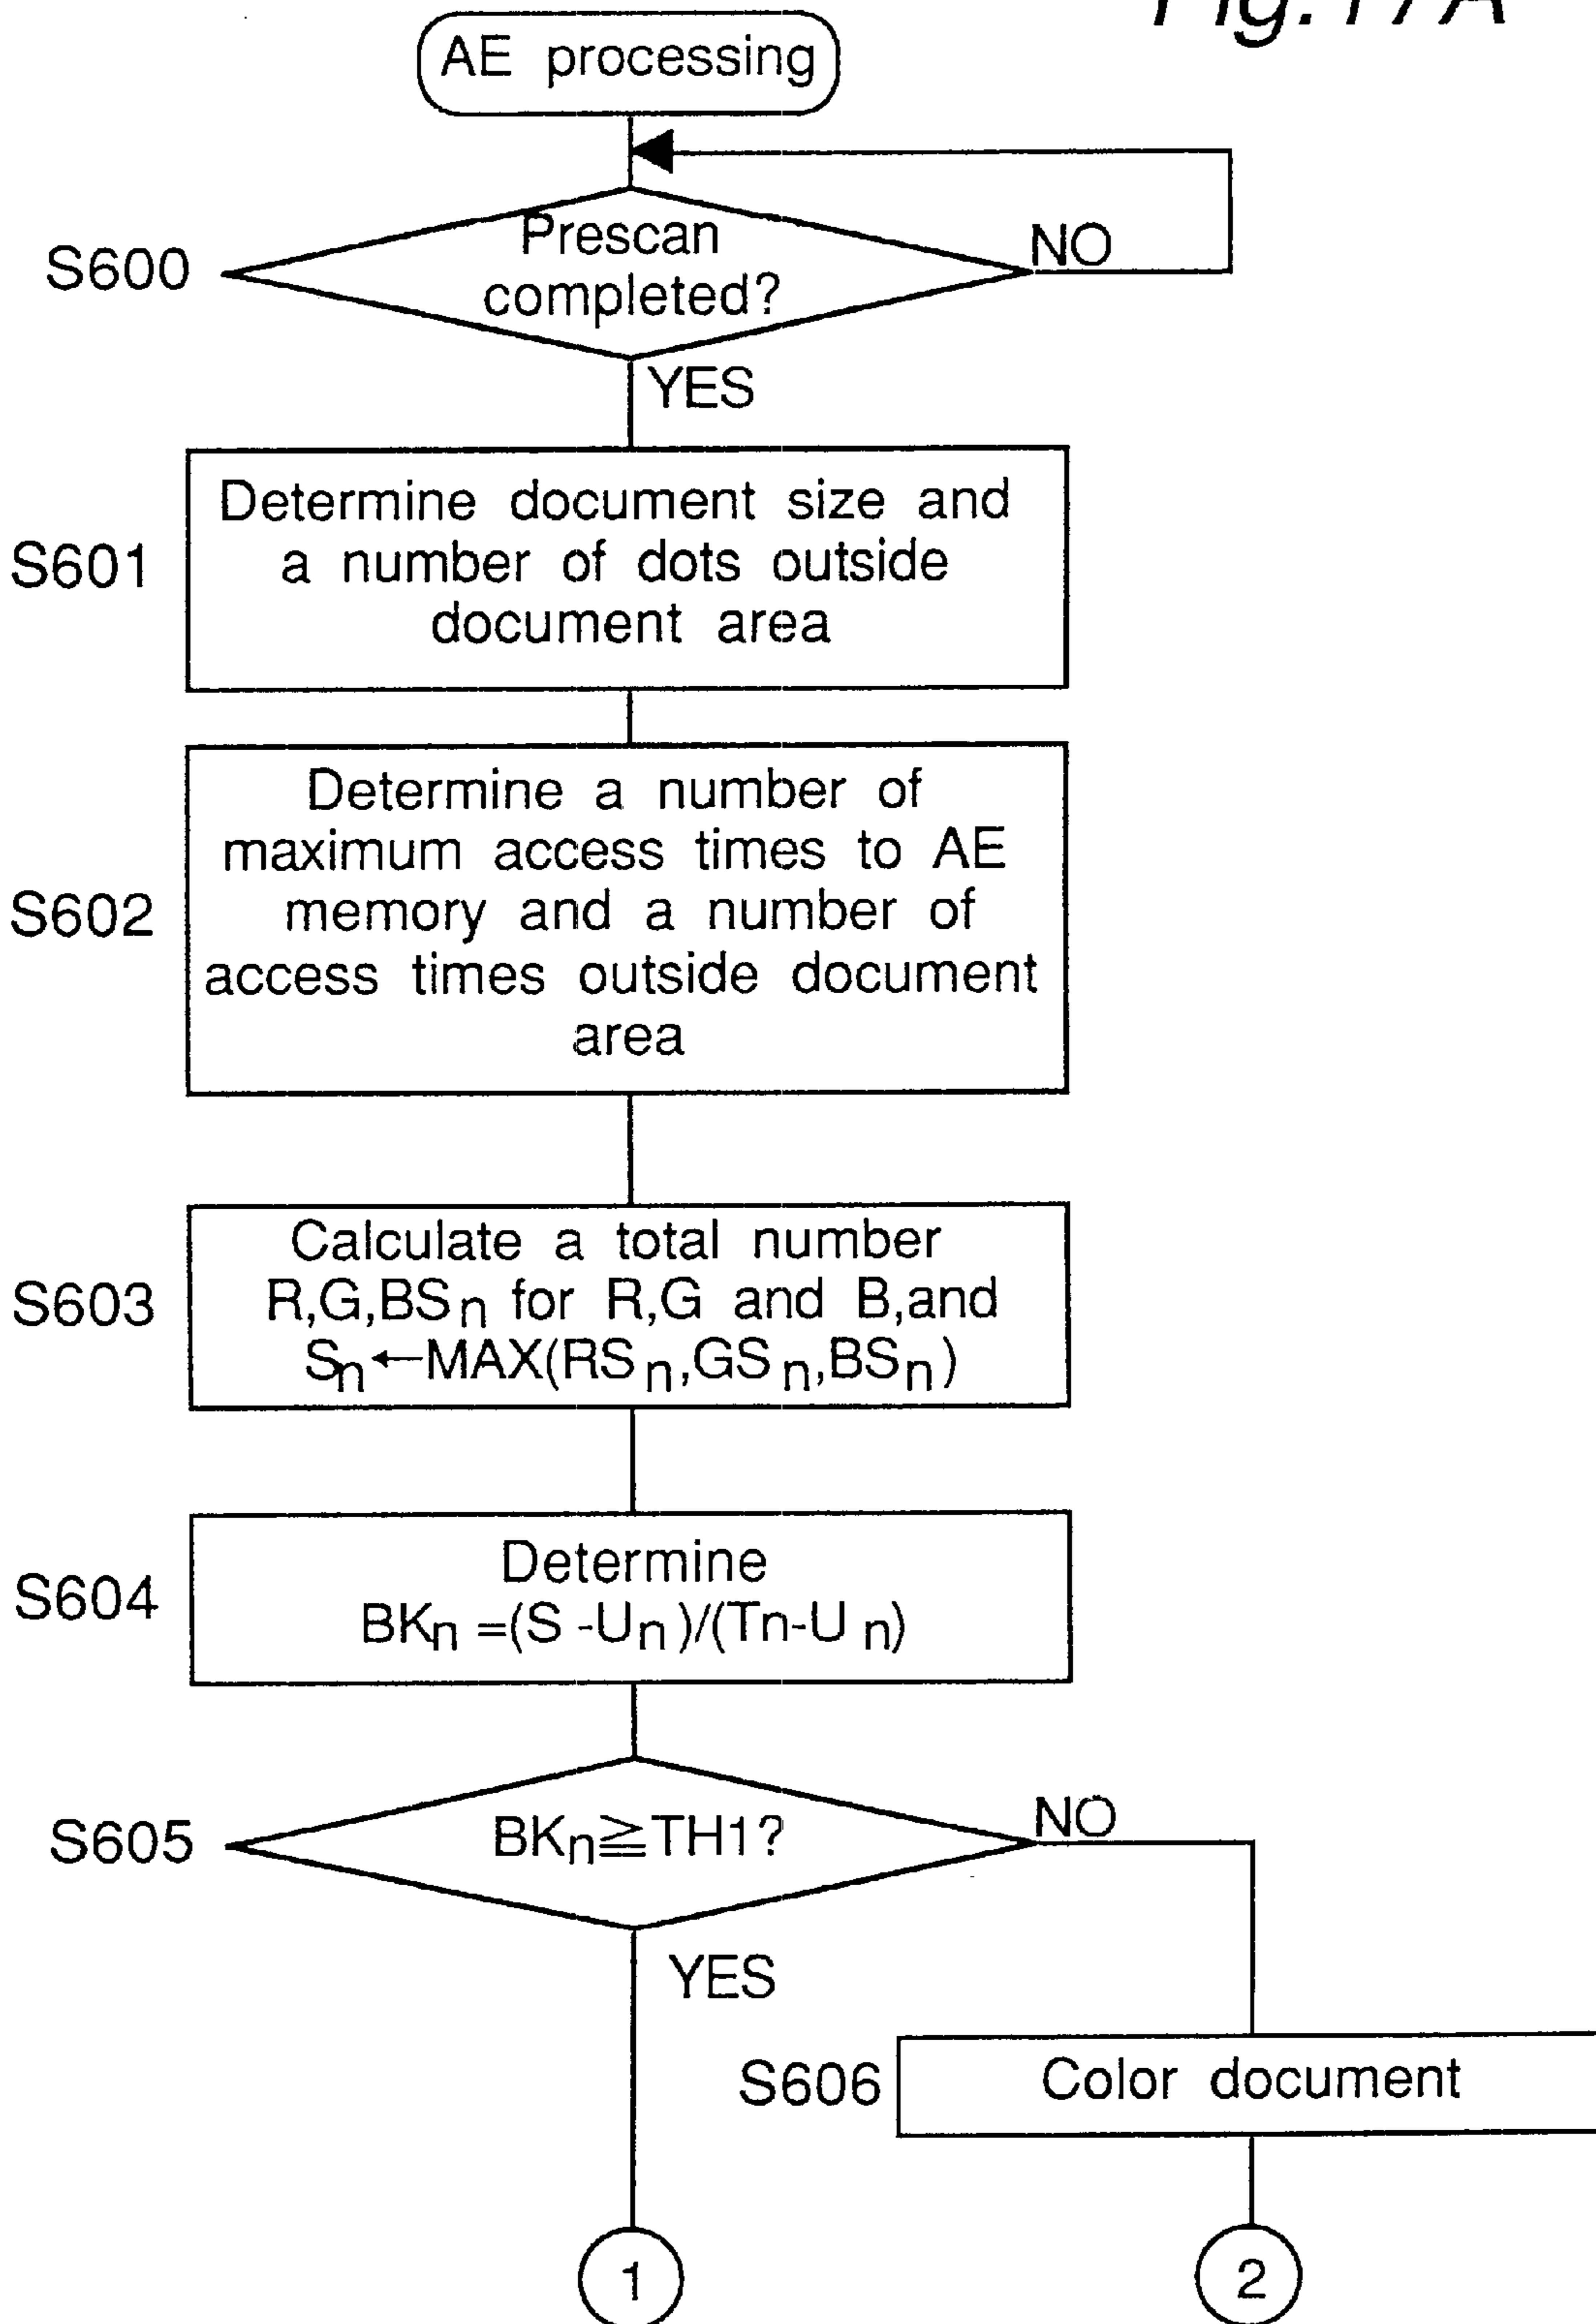 Fig.17A
AE processing
S600
Prescan
completed?
NO
YES
S601
Determine document size and
a number of dots outside
document area
S602
Determine a number of
maximum access times to AE
memory and a number of
access times outside document
area
S603
Calculate a total number
R,G,BSn for R,G and B,and
Sn←MAX(RSn,GSn,BSn)
S604
Determine
BKn =(S -Un)/(Tn-Un)
S605
BKn≧TH1?
NO
YES
S606
Color document
1
2